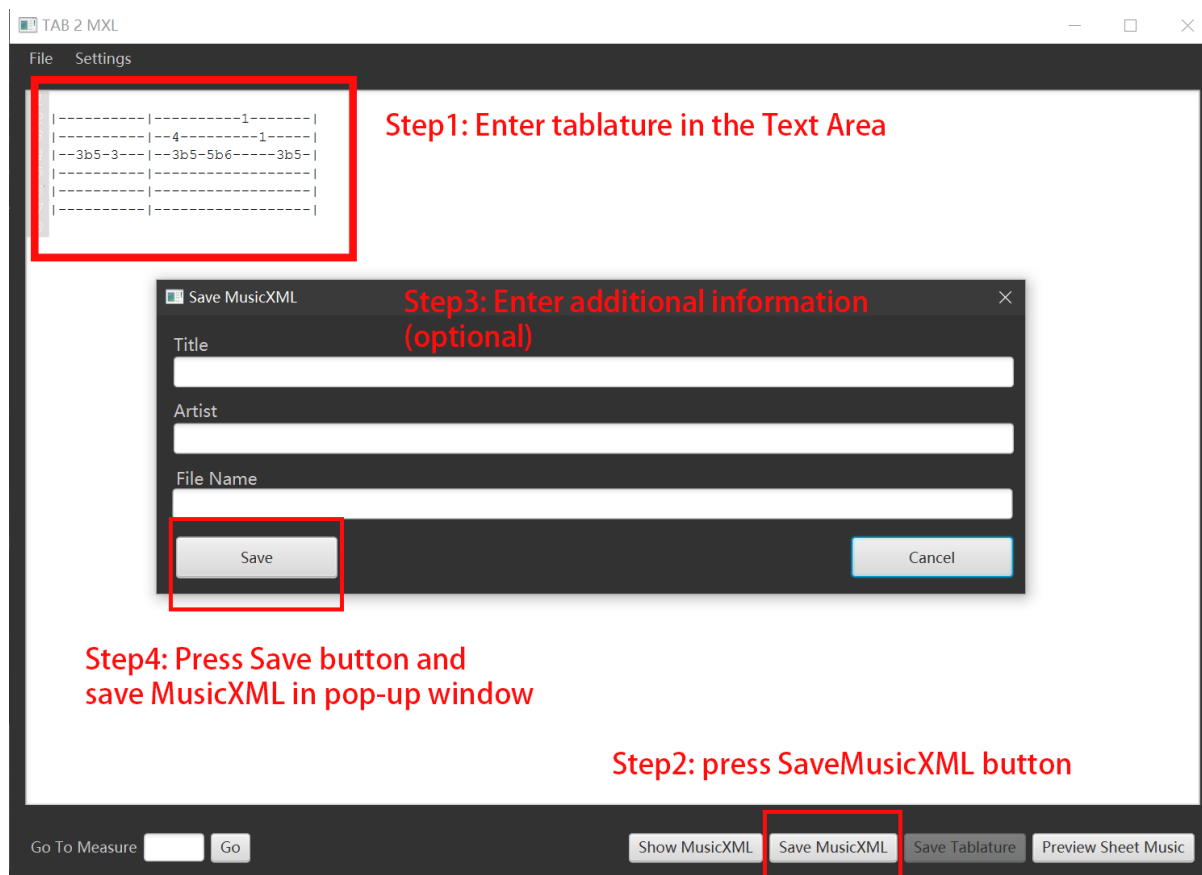 TAB 2 MXL
File Settings
|----------|----------1-------|
|----------|--4---------1-----|
|--3b5-3---|--3b5-5b6-----3b5-|
|----------|------------------|
|----------|------------------|
|----------|------------------|
Step1: Enter tablature in the Text Area
Save MusicXML
Step3: Enter additional information
(optional)
Title
Artist
File Name
Save
Cancel
Step4: Press Save button and
save MusicXML in pop-up window
Step2: press SaveMusicXML button
Go To Measure
Go
Show MusicXML
Save MusicXML
Save Tablature
Preview Sheet Music